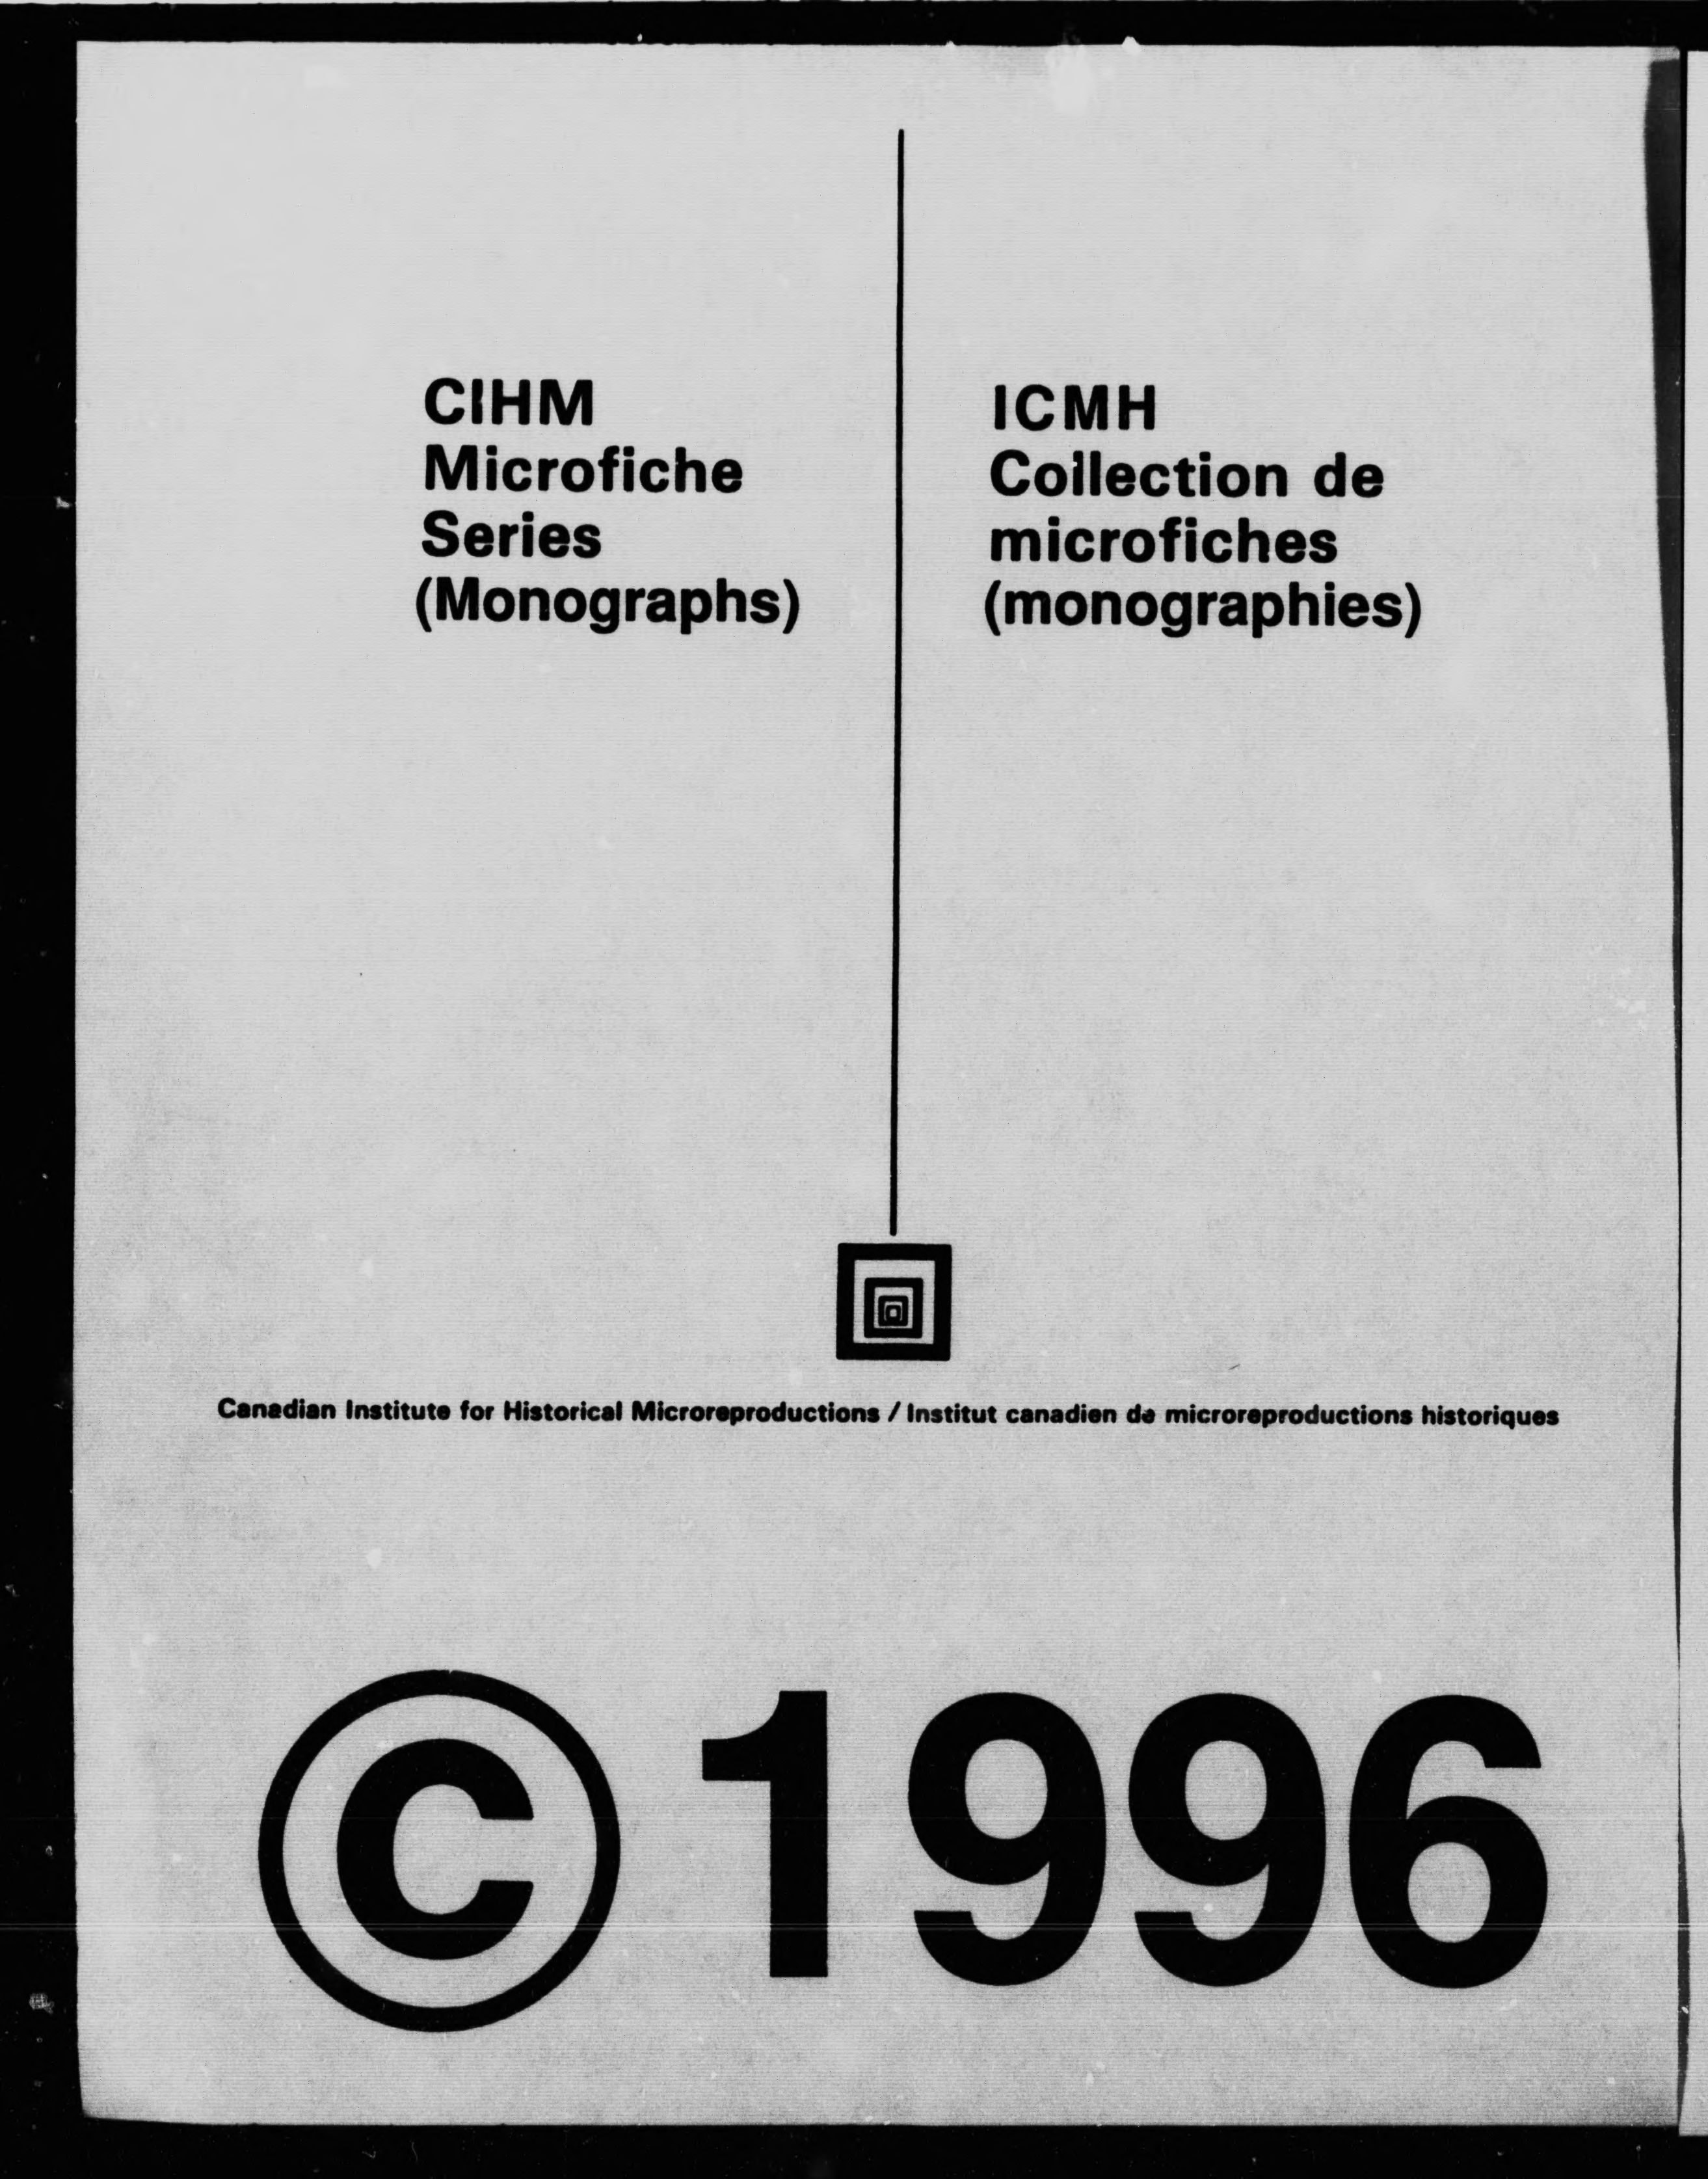 CIHM
Microfiche
Series
(Monographs)
ICMH
Collection de
microfiches
(monographies)
Canadian Institute for Historical Microreproductions / Institut canadien de microreproductions historiques
© 1996